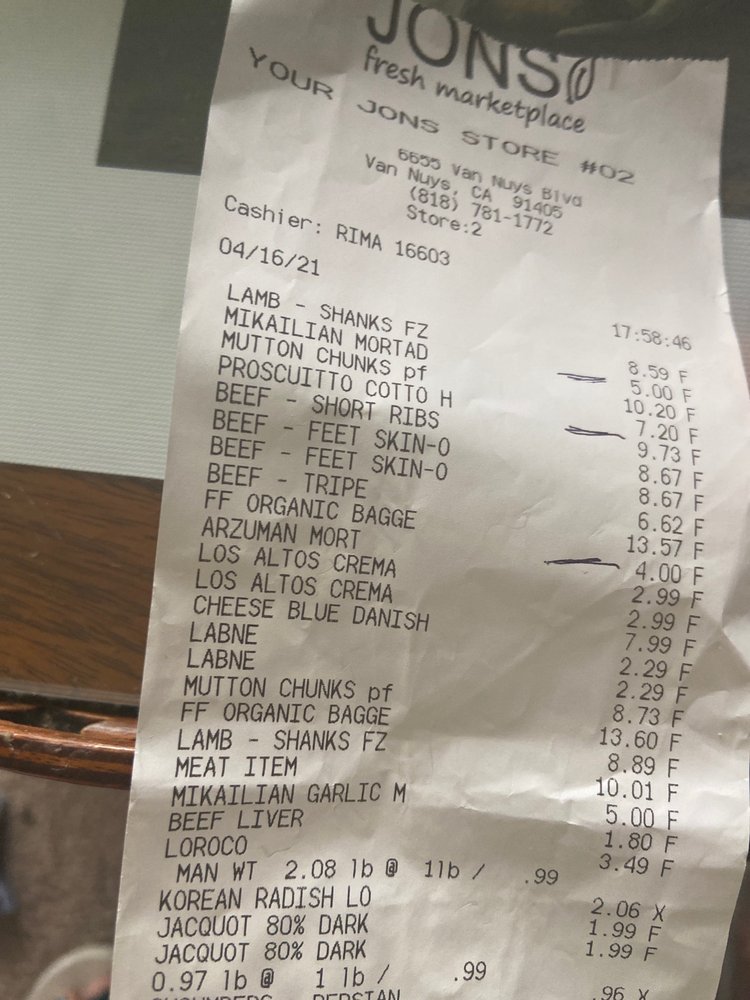 JONS
fresh marketplace
YOUR JONS STORE #02
6655 Van Nuys Blvd
Van Nuys, CA 91405
(818) 781-1772
Store:2
Cashier: RIMA 16603
04/16/21 17:58:46
LAMB - SHANKS FZ 8.59 F
MIKAILIAN MORTAD 5.00 F
MUTTON CHUNKS pf 10.20 F
PROSCUITTO COTTO H 7.20 F
BEEF - SHORT RIBS 9.73 F
BEEF - FEET SKIN-O 8.67 F
BEEF - FEET SKIN-O 8.67 F
BEEF - TRIPE 6.62 F
FF ORGANIC BAGGE 13.57 F
ARZUMAN MORT 4.00 F
LOS ALTOS CREMA 2.99 F
LOS ALTOS CREMA 2.99 F
CHEESE BLUE DANISH 7.99 F
LABNE 2.29 F
LABNE 2.29 F
MUTTON CHUNKS pf 8.73 F
FF ORGANIC BAGGE 13.60 F
LAMB - SHANKS FZ 8.89 F
MEAT ITEM 10.01 F
MIKAILIAN GARLIC M 5.00 F
BEEF LIVER 1.80 F
LOROCO 3.49 F
MAN WT 2.08 lb @ 1lb / .99
KOREAN RADISH LO 2.06 X
JACQUOT 80% DARK 1.99 F
JACQUOT 80% DARK 1.99 F
0.97 lb @ 1 lb / .99
PERSIAN .96 X